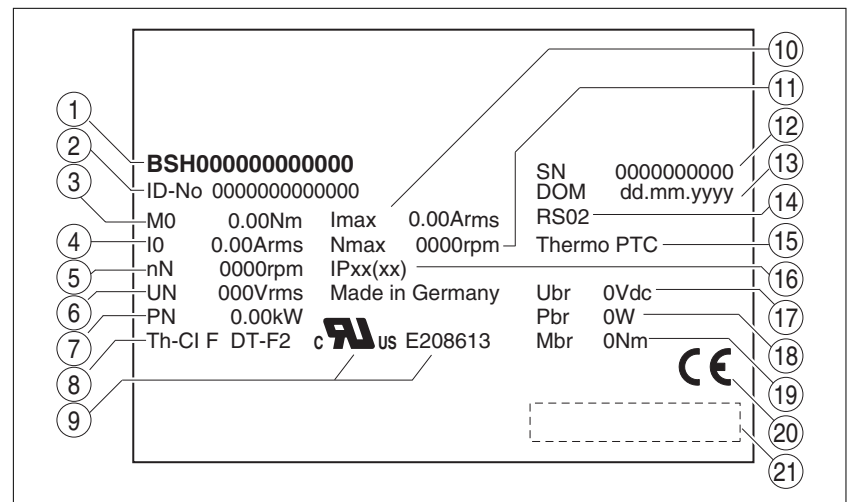 BSH000000000000
ID-No 0000000000000
M0 0.00Nm Imax 0.00Arms
I0 0.00Arms Nmax 0000rpm
nN 0000rpm IPxx(xx)
UN 000Vrms Made in Germany
PN 0.00kW
Th-Cl F DT-F2 c RU US E208613
SN 0000000000
DOM dd.mm.yyyy
RS02
Thermo PTC
Ubr 0Vdc
Pbr 0W
Mbr 0Nm
CE
1
2
3
4
5
6
7
8
9
10
11
12
13
14
15
16
17
18
19
20
21